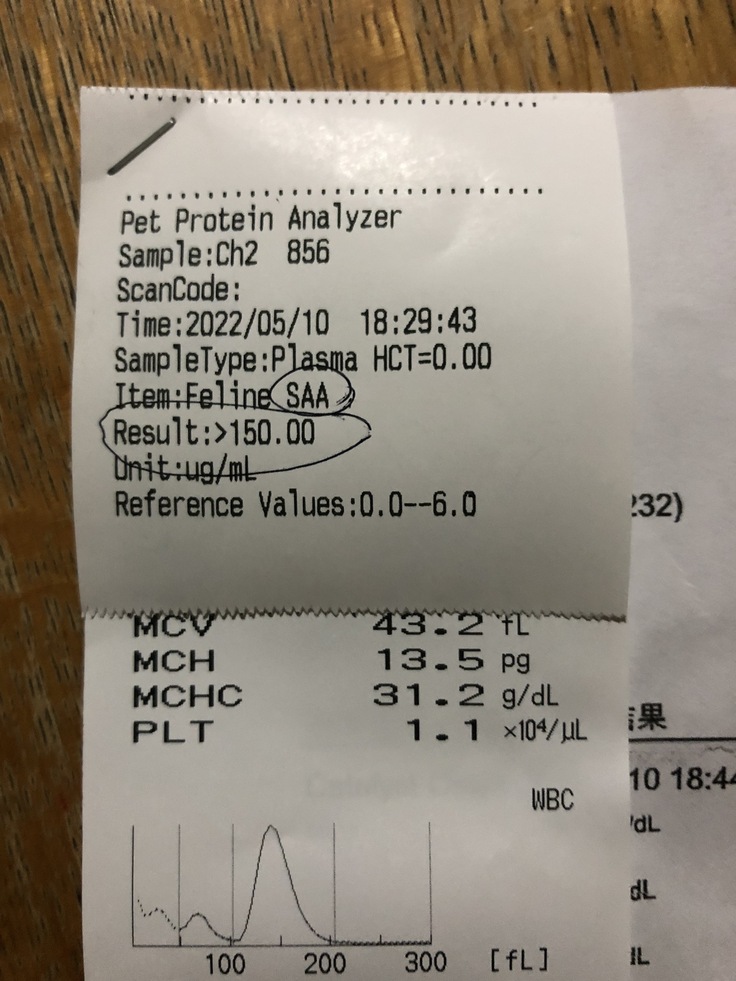 Pet Protein Analyzer
Sample:Ch2 856
ScanCode:
Time:2022/05/10 18:29:43
SampleType:Plasma HCT=0.00
Item:Feline SAA
Result:>150.00
Unit:ug/mL
Reference Values:0.0--6.0
232)
MCV 43.2 fL
MCH 13.5 pg
MCHC 31.2 g/dL
PLT 1.1 ×10⁴/μL
果
10 18:44
WBC
/dL
dL
100 200 300 [fL]